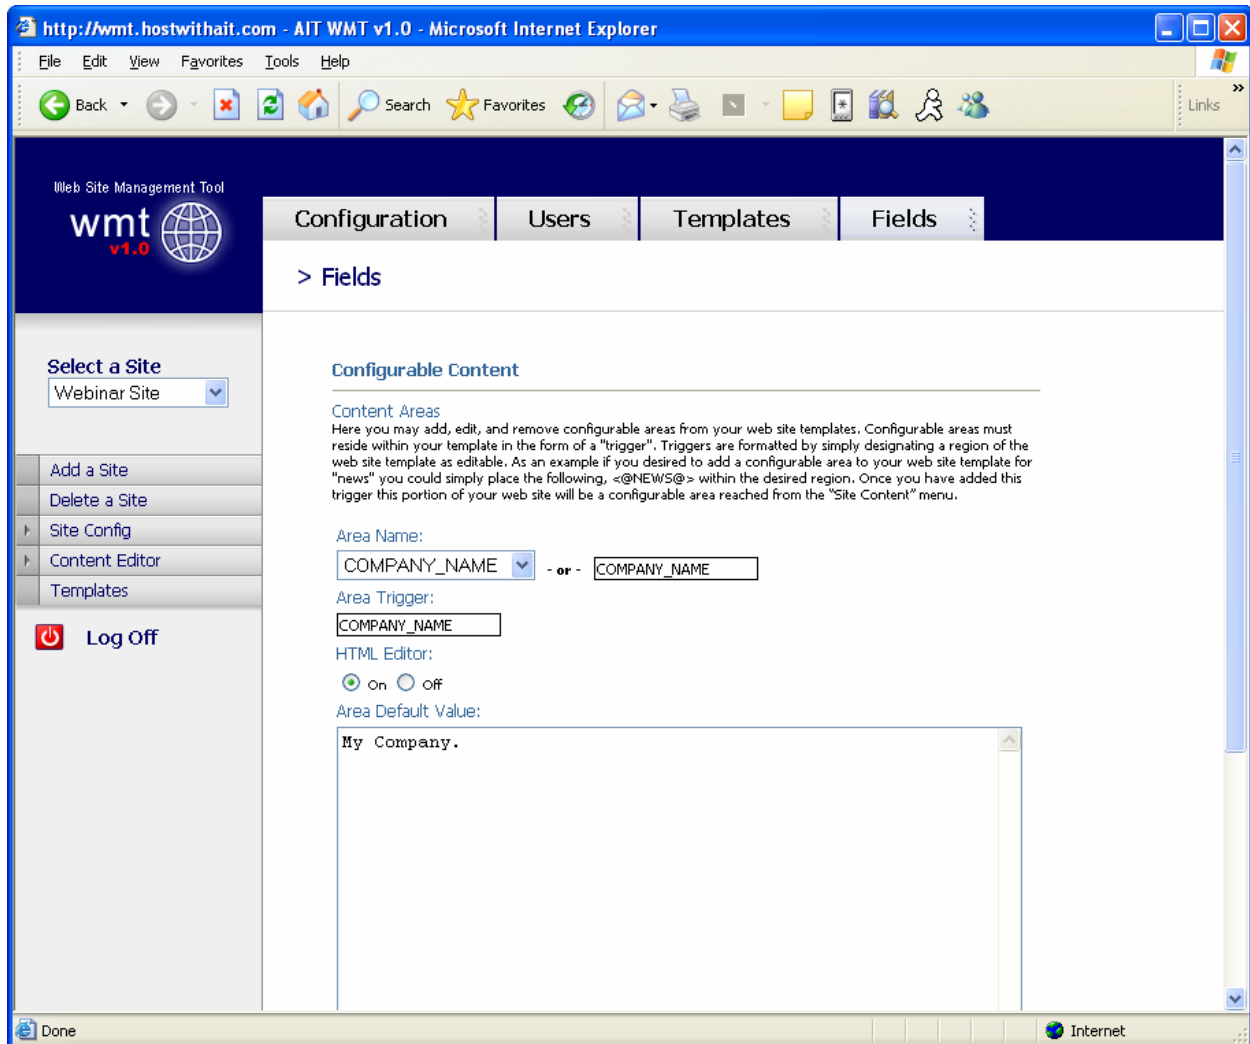 http://wmt.hostwithait.com - AIT WMT v1.0 - Microsoft Internet Explorer
File Edit View Favorites Tools Help
Back Search Favorites Links
Web Site Management Tool
wmt
v1.0
Configuration Users Templates Fields
> Fields
Select a Site
Webinar Site
Add a Site
Delete a Site
Site Config
Content Editor
Templates
Log Off
Configurable Content
Content Areas
Here you may add, edit, and remove configurable areas from your web site templates. Configurable areas must
reside within your template in the form of a "trigger". Triggers are formatted by simply designating a region of the
web site template as editable. As an example if you desired to add a configurable area to your web site template for
"news" you could simply place the following, <@NEWS@> within the desired region. Once you have added this
trigger this portion of your web site will be a configurable area reached from the "Site Content" menu.
Area Name:
COMPANY_NAME - or - COMPANY_NAME
Area Trigger:
COMPANY_NAME
HTML Editor:
On Off
Area Default Value:
My Company.
Done Internet